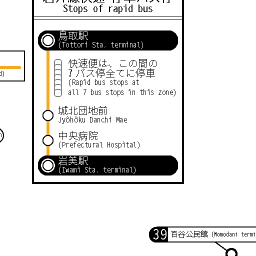 Stops of rapid bus
鳥取駅
(Tottori Sta. terminal)
快速便は、この間の
7 バス停全てに停車
(Rapid bus stops at
all 7 bus stops in this zone)
城北団地前
Jyōhōku Danchi Mae
中央病院
(Prefectural Hospital)
岩美駅
(Iwami Sta. terminal)
39 百谷公民館 (Momodani termi